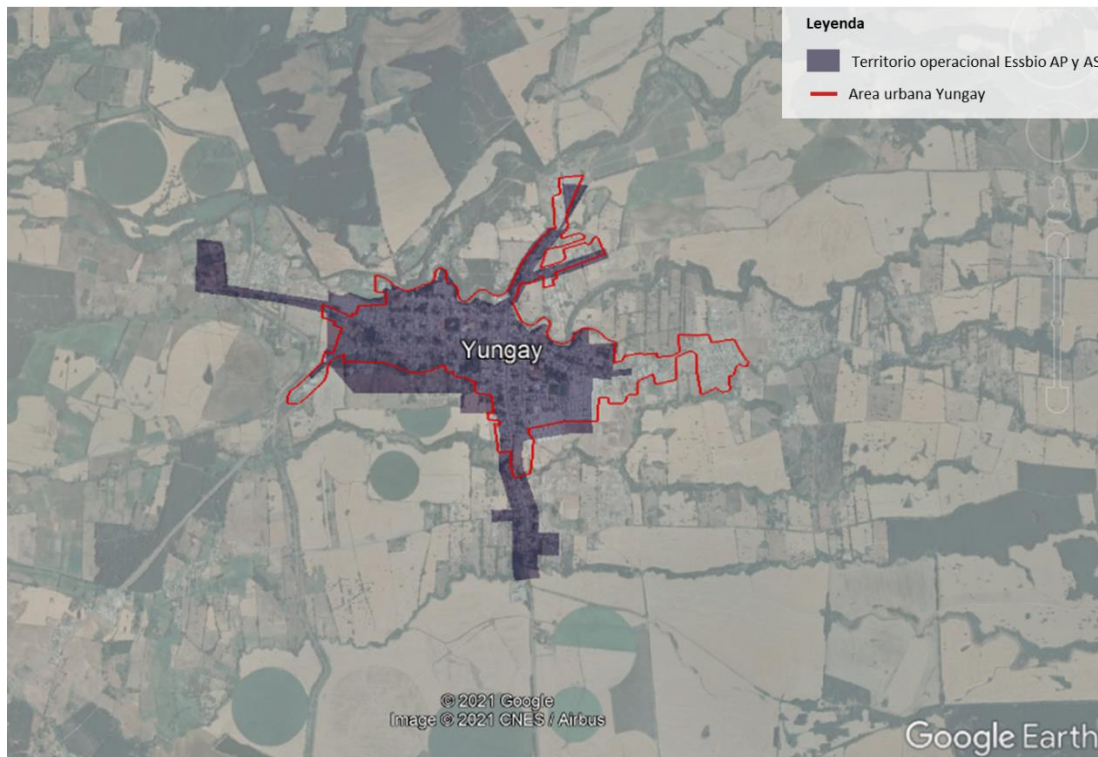 Leyenda
Territorio operacional Essbio AP y AS
Area urbana Yungay
Yungay
© 2021 Google
Image © 2021 CNES / Airbus
Google Earth